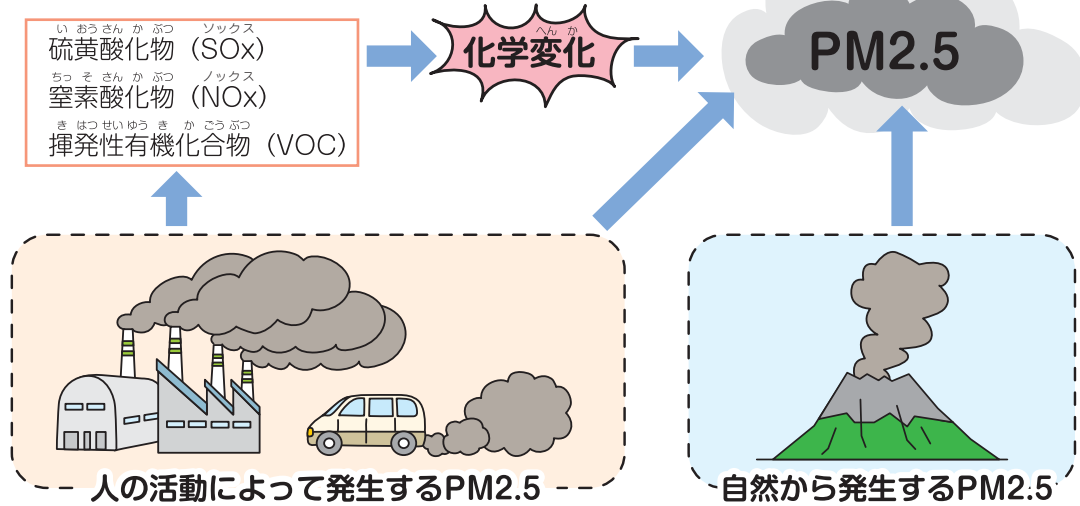 いおうさんかぶつ ソックス
硫黄酸化物（SOx）
ちっそさんかぶつ ノックス
窒素酸化物（NOx）
きはつせいゆうきかごうぶつ
揮発性有機化合物（VOC）
へんか
化学変化
PM2.5
人の活動によって発生するPM2.5
自然から発生するPM2.5